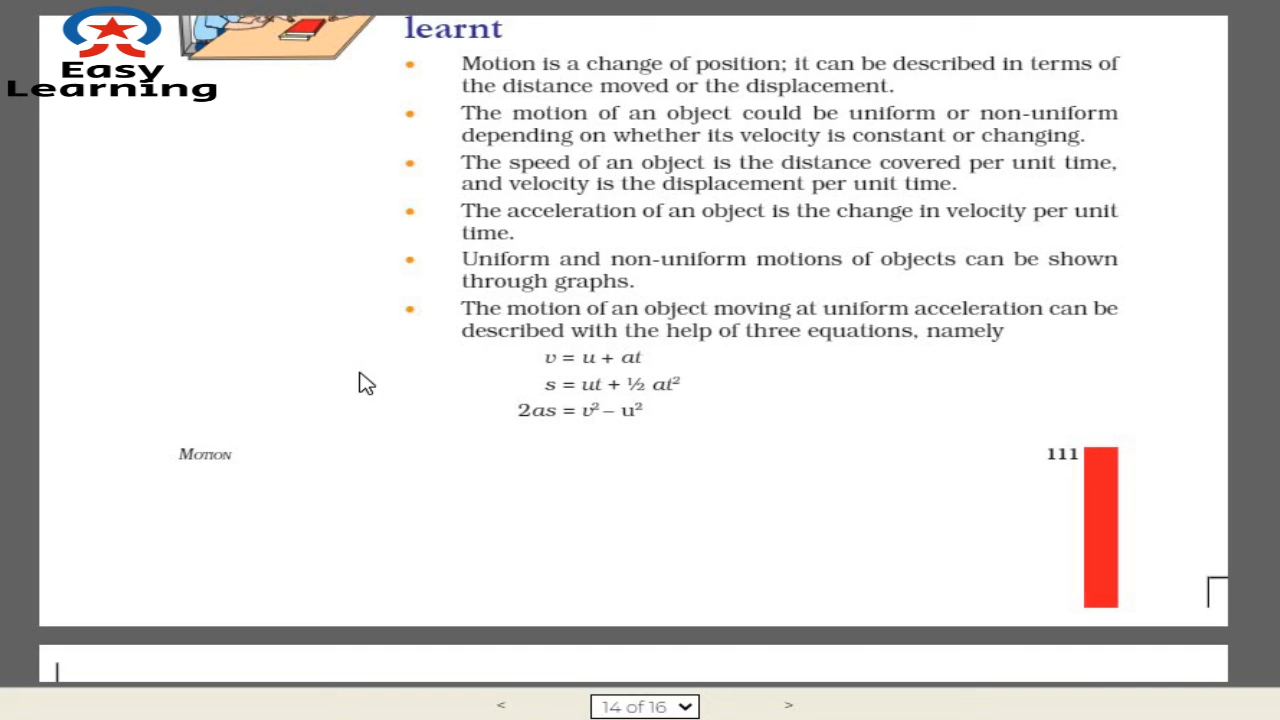 Easy
Learning
learnt
• Motion is a change of position; it can be described in terms of
the distance moved or the displacement.
• The motion of an object could be uniform or non-uniform
depending on whether its velocity is constant or changing.
• The speed of an object is the distance covered per unit time,
and velocity is the displacement per unit time.
• The acceleration of an object is the change in velocity per unit
time.
• Uniform and non-uniform motions of objects can be shown
through graphs.
• The motion of an object moving at uniform acceleration can be
described with the help of three equations, namely
v = u + at
s = ut + ½ at²
2as = v² – u²
MOTION
111
< 14 of 16 >